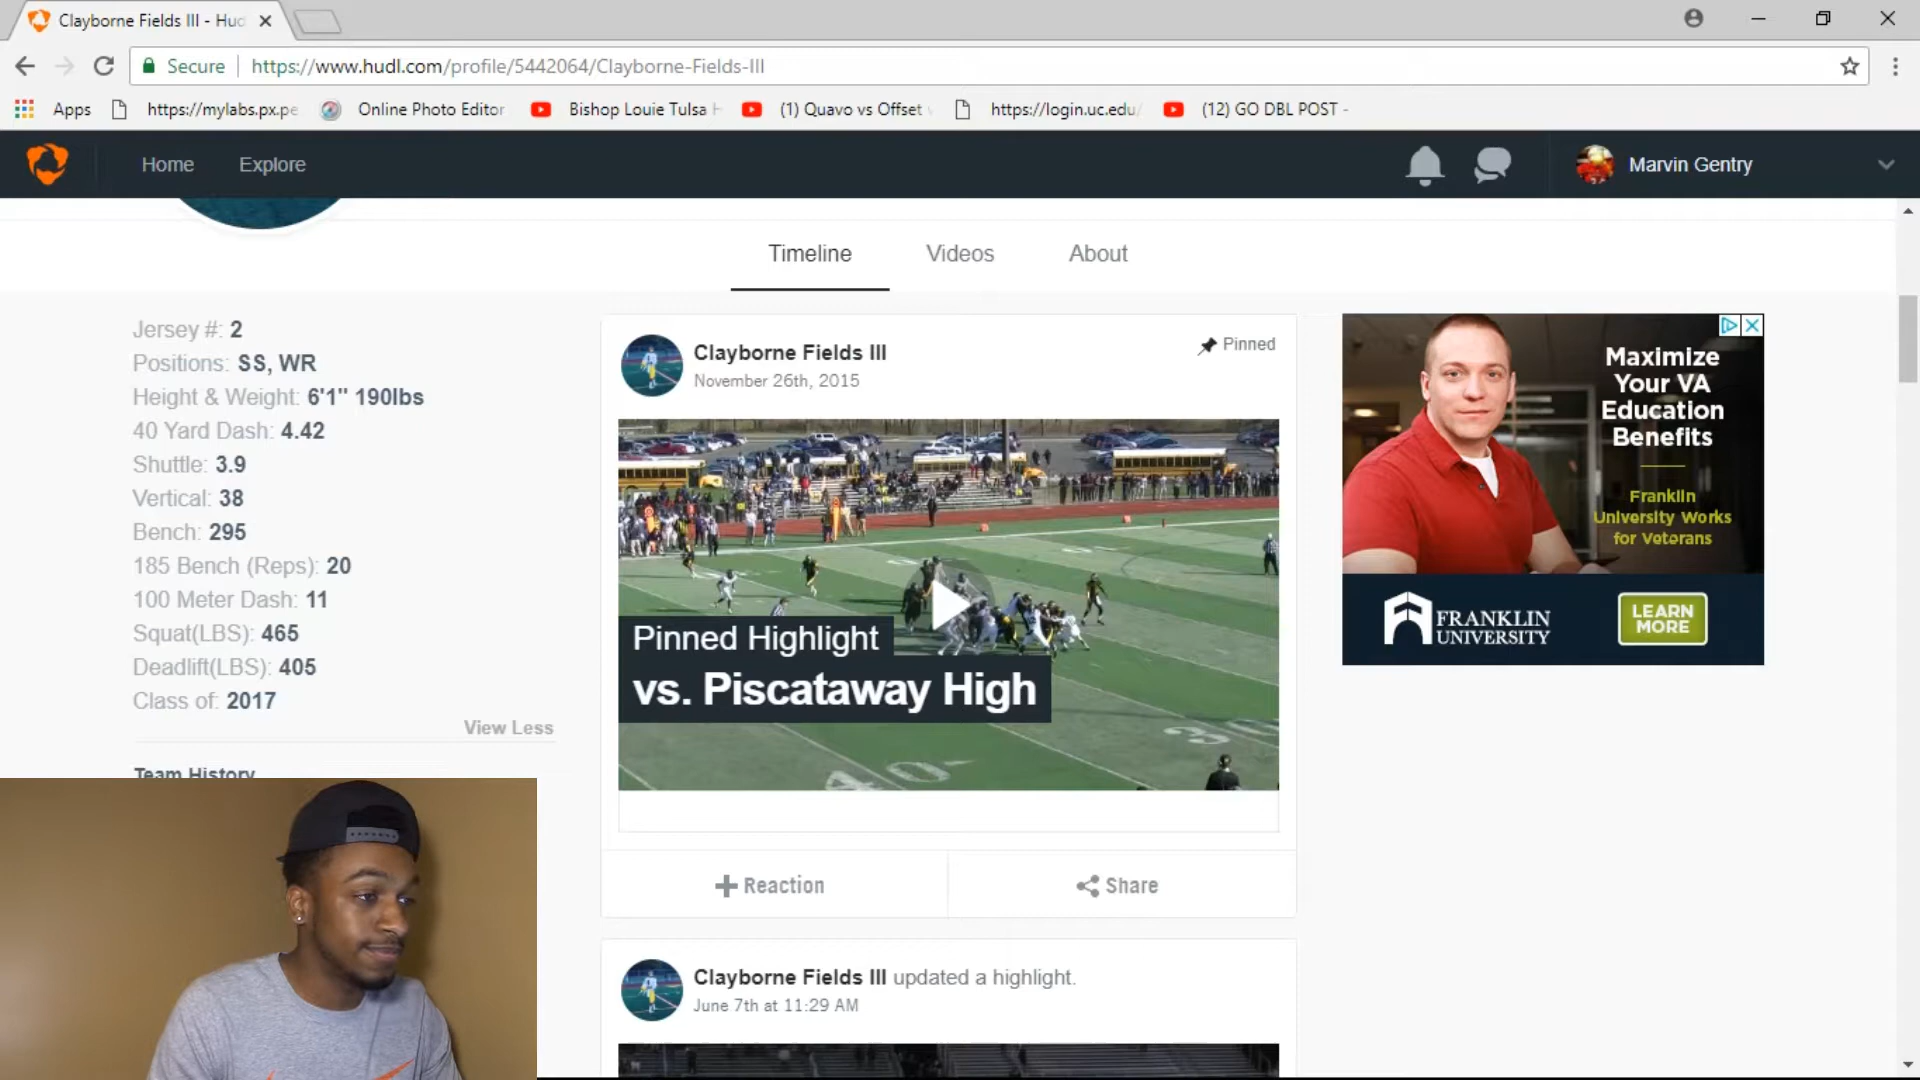 Clayborne Fields III - Hud
Secure https://www.hudl.com/profile/5442064/Clayborne-Fields-III
Apps https://mylabs.px.pe Online Photo Editor Bishop Louie Tulsa (1) Quavo vs Offset https://login.uc.edu/ (12) GO DBL POST -
Home Explore Marvin Gentry
Timeline Videos About
Jersey #: 2
Positions: SS, WR
Height & Weight: 6'1" 190lbs
40 Yard Dash: 4.42
Shuttle: 3.9
Vertical: 38
Bench: 295
185 Bench (Reps): 20
100 Meter Dash: 11
Squat(LBS): 465
Deadlift(LBS): 405
Class of: 2017
View Less
Team History
Clayborne Fields III
Pinned
November 26th, 2015
Pinned Highlight
vs. Piscataway High
40
30
Reaction Share
Clayborne Fields III updated a highlight.
June 7th at 11:29 AM
Maximize
Your VA
Education
Benefits
Franklin
University Works
for Veterans
FRANKLIN
UNIVERSITY
LEARN
MORE